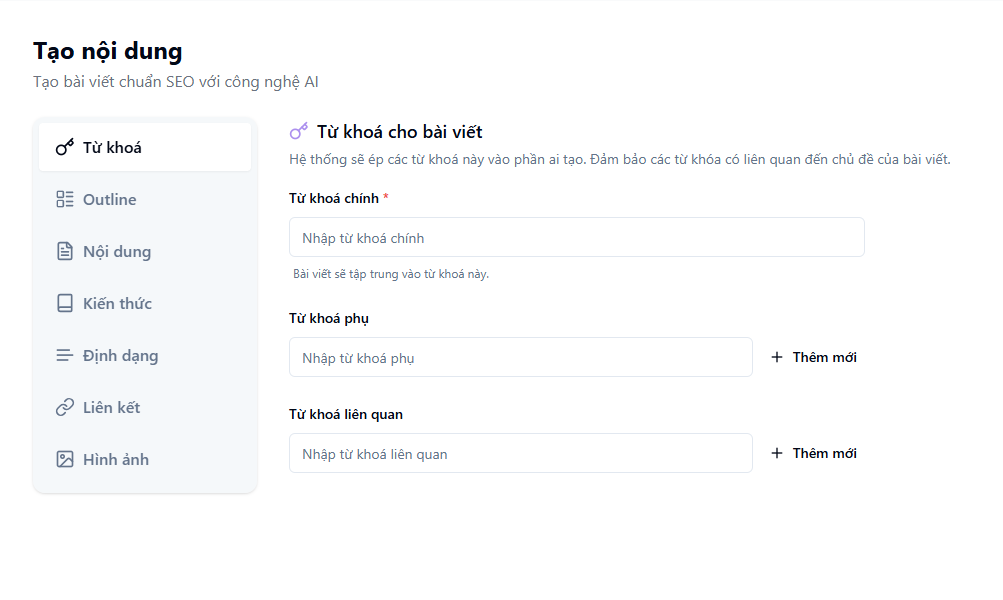 Tạo nội dung
Tạo bài viết chuẩn SEO với công nghệ AI
Từ khoá
Outline
Nội dung
Kiến thức
Định dạng
Liên kết
Hình ảnh
Từ khoá cho bài viết
Hệ thống sẽ ép các từ khoá này vào phần ai tạo. Đảm bảo các từ khóa có liên quan đến chủ đề của bài viết.
Từ khoá chính *
Nhập từ khoá chính
Bài viết sẽ tập trung vào từ khoá này.
Từ khoá phụ
Nhập từ khoá phụ
Thêm mới
Từ khoá liên quan
Nhập từ khoá liên quan
Thêm mới